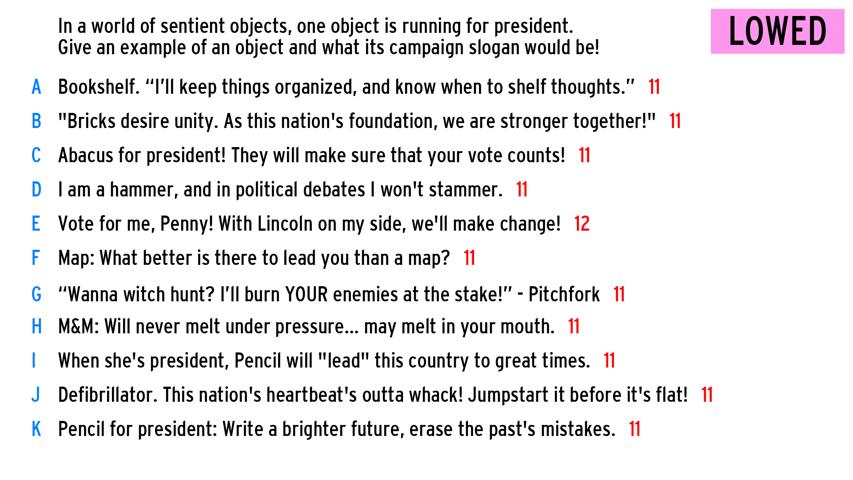 In a world of sentient objects, one object is running for president.
Give an example of an object and what its campaign slogan would be!
LOWED
A Bookshelf. “I’ll keep things organized, and know when to shelf thoughts.” 11
B "Bricks desire unity. As this nation's foundation, we are stronger together!" 11
C Abacus for president! They will make sure that your vote counts! 11
D I am a hammer, and in political debates I won't stammer. 11
E Vote for me, Penny! With Lincoln on my side, we'll make change! 12
F Map: What better is there to lead you than a map? 11
G “Wanna witch hunt? I’ll burn YOUR enemies at the stake!” - Pitchfork 11
H M&M: Will never melt under pressure... may melt in your mouth. 11
I When she's president, Pencil will "lead" this country to great times. 11
J Defibrillator. This nation's heartbeat's outta whack! Jumpstart it before it's flat! 11
K Pencil for president: Write a brighter future, erase the past's mistakes. 11